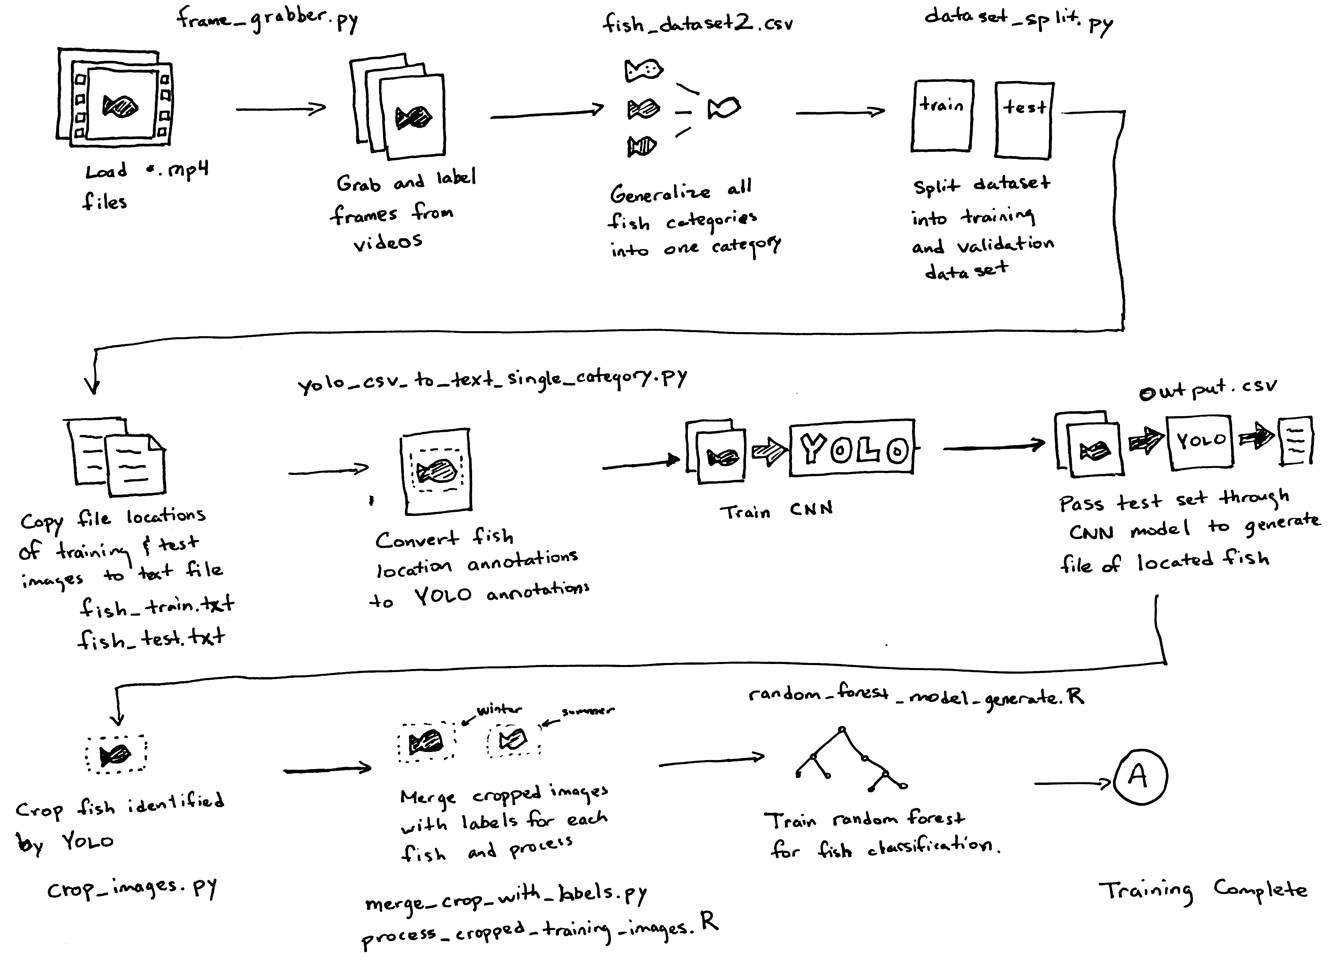 frame_grabber.py
fish_dataset2.csv
dataset_split.py
train
test
Load *.mp4
files
Grab and label
frames from
videos
Generalize all
fish categories
into one category
Split dataset
into training
and validation
dataset
yolo_csv_to_text_single_category.py
output.csv
YOLO
YOLO
Copy file locations
of training & test
images to text file
fish_train.txt
fish_test.txt
Convert fish
location annotations
to YOLO annotations
Train CNN
Pass test set through
CNN model to generate
file of located fish
winter
summer
random_forest_model_generate.R
Crop fish identified
by YOLO
crop_images.py
Merge cropped images
with labels for each
fish and process
merge_crop_with_labels.py
process_cropped_training_images.R
Train random forest
for fish classification.
A
Training Complete